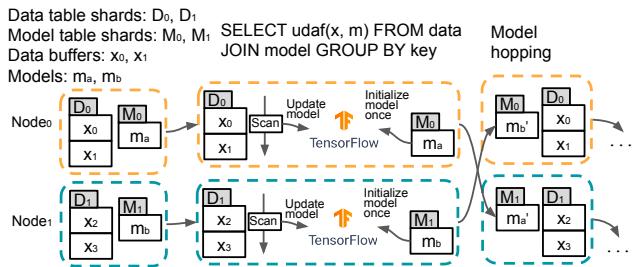 Data table shards: D₀, D₁
Model table shards: M₀, M₁
Data buffers: x₀, x₁
Models: mₐ, m_b
SELECT udaf(x, m) FROM data
JOIN model GROUP BY key
Model
hopping
Node₀
D₀
x₀
x₁
M₀
mₐ
D₀
x₀
x₁
Scan
Update
model
TensorFlow
Initialize
model
once
M₀
mₐ
M₀
m_b'
D₀
x₀
x₁
...
Node₁
D₁
x₂
x₃
M₁
m_b
D₁
x₂
x₃
Scan
Update
model
TensorFlow
Initialize
model
once
M₁
m_b
M₁
mₐ'
D₁
x₂
x₃
...